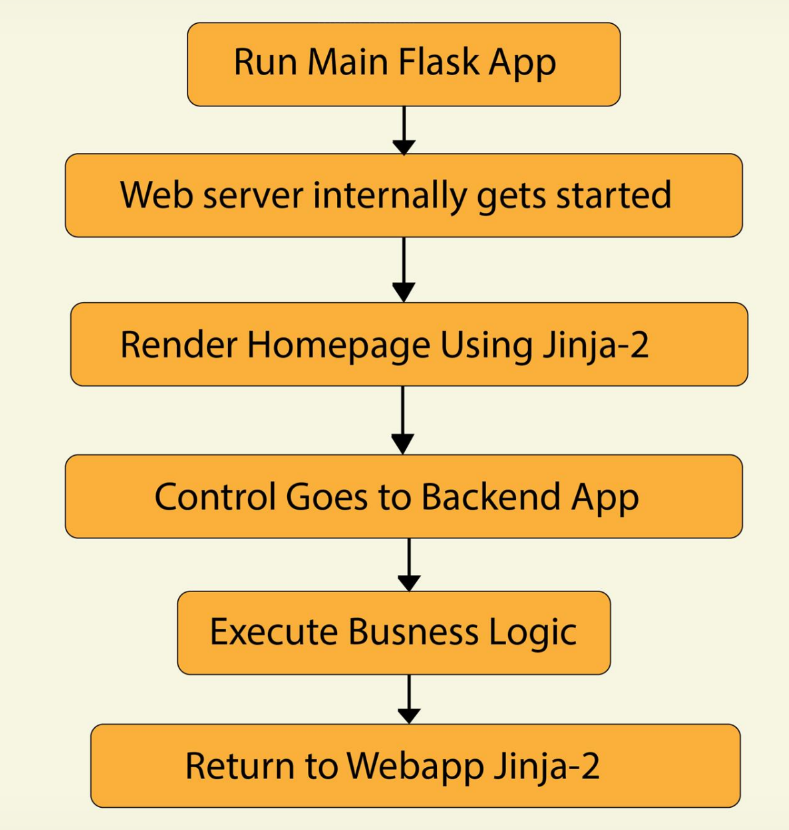 Run Main Flask App
Web server internally gets started
Render Homepage Using Jinja-2
Control Goes to Backend App
Execute Busness Logic
Return to Webapp Jinja-2